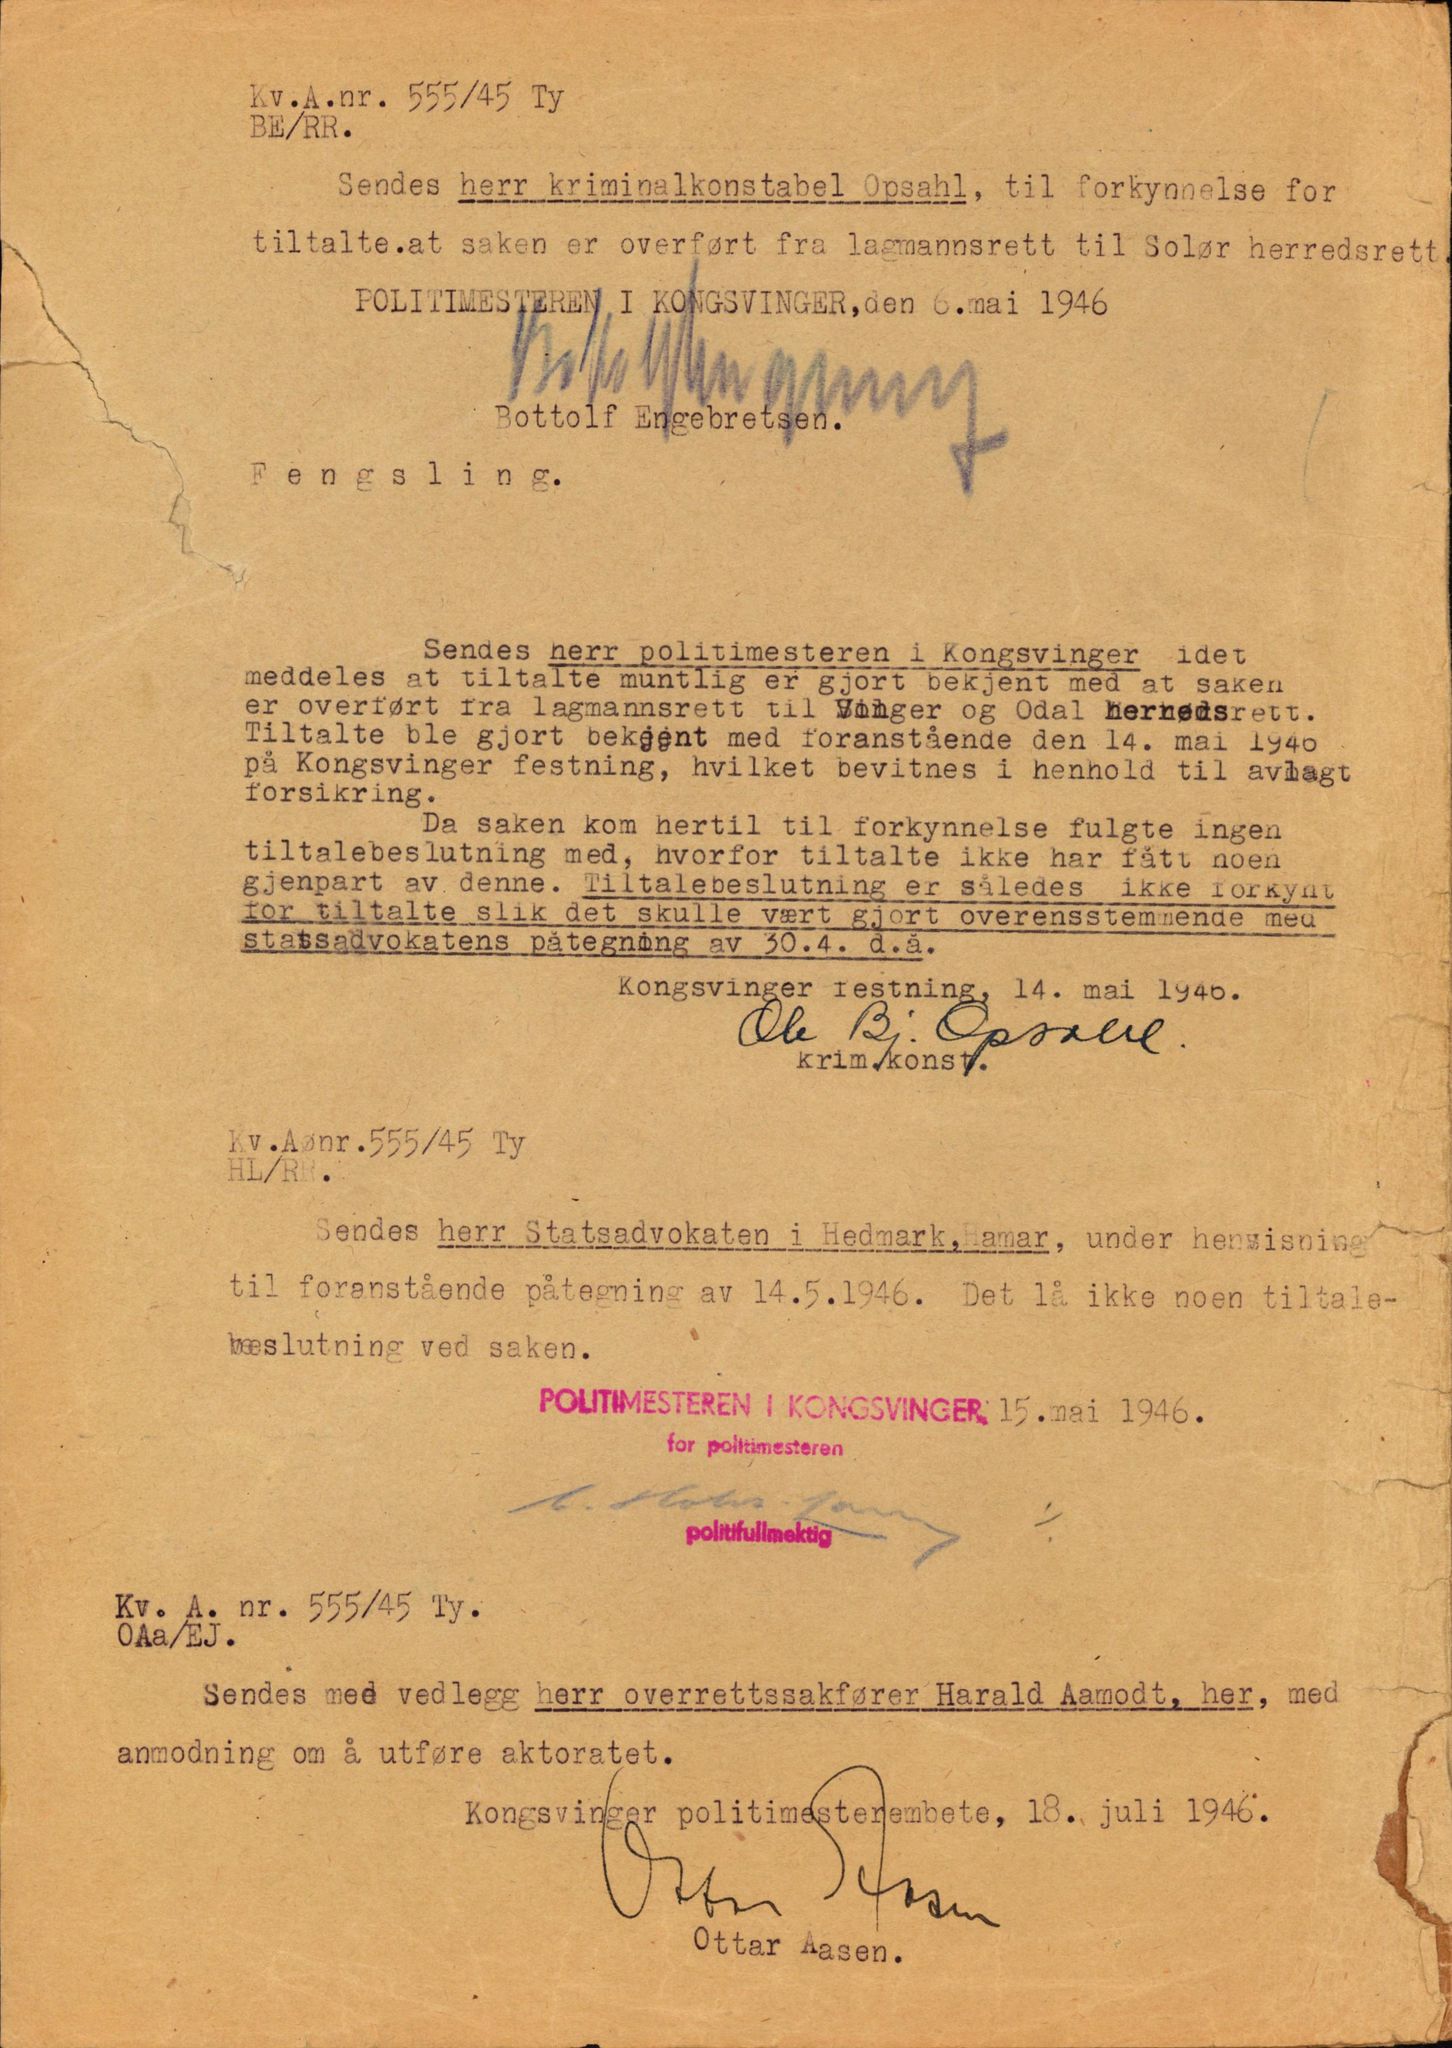 Kv.A.nr. 555/45 Ty
BE/RR.
Sendes herr kriminalkonstabel Opsahl, til forkynnelse for
tiltalte.at saken er overført fra lagmannsrett til Solør herredsrett.
POLITIMESTEREN I KONGSVINGER,den 6.mai 1946
Bottolf Engebretsen.
F e n g s l i n g.
Sendes herr politimesteren i Kongsvinger idet
meddeles at tiltalte muntlig er gjort bekjent med at saken
er overført fra lagmannsrett til Vinger og Odal herredsrett.
Tiltalte ble gjort bekjent med foranstående den 14. mai 1946
på Kongsvinger festning, hvilket bevitnes i henhold til avlagt
forsikring.
Da saken kom hertil til forkynnelse fulgte ingen
tiltalebeslutning med, hvorfor tiltalte ikke har fått noen
gjenpart av denne. Tiltalebeslutning er således ikke forkynt
for tiltalte slik det skulle vært gjort overensstemmende med
statsadvokatens påtegning av 30.4. d.å.
Kongsvinger festning, 14. mai 1946.
Ole Bj. Opsahl.
krim.konst.
Kv.Aønr.555/45 Ty
HL/RR.
Sendes herr Statsadvokaten i Hedmark,Hamar, under henvisning
til foranstående påtegning av 14.5.1946. Det lå ikke noen tiltale-
beslutning ved saken.
POLITIMESTEREN I KONGSVINGER, 15.mai 1946.
for politimesteren
politifullmektig
Kv. A. nr. 555/45 Ty.
OAa/EJ.
Sendes med vedlegg herr overrettssakfører Harald Aamodt, her, med
anmodning om å utføre aktoratet.
Kongsvinger politimesterembete, 18. juli 1946.
Ottar Aasen
Ottar Aasen.